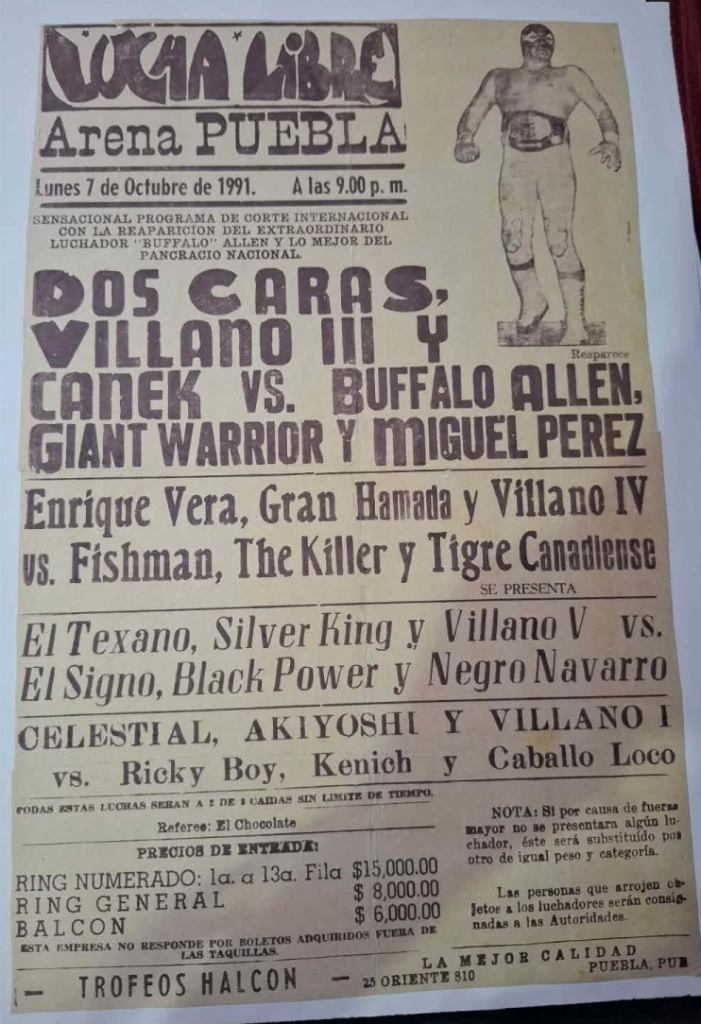 LUCHA LIBRE
Arena PUEBLA
Lunes 7 de Octubre de 1991. A las 9.00 p. m.
SENSACIONAL PROGRAMA DE CORTE INTERNACIONAL
CON LA REAPARICION DEL EXTRAORDINARIO
LUCHADOR "BUFFALO" ALLEN Y LO MEJOR DEL
PANCRACIO NACIONAL.
Reaparece
DOS CARAS,
VILLANO III Y
CANEK VS. BUFFALO ALLEN,
GIANT WARRIOR Y MIGUEL PEREZ
Enrique Vera, Gran Hamada y Villano IV
vs. Fishman, The Killer y Tigre Canadiense
SE PRESENTA
El Texano, Silver King y Villano V vs.
El Signo, Black Power y Negro Navarro
CELESTIAL, AKIYOSHI Y VILLANO I
vs. Ricky Boy, Kenich y Caballo Loco
TODAS ESTAS LUCHAS SERAN A 2 DE 3 CAIDAS SIN LIMITE DE TIEMPO.
Referee: El Chocolate
PRECIOS DE ENTRADA:
RING NUMERADO: 1a. a 13a. Fila $15,000.00
RING GENERAL $ 8,000.00
BALCON $ 6,000.00
ESTA EMPRESA NO RESPONDE POR BOLETOS ADQUIRIDOS FUERA DE
LAS TAQUILLAS.
NOTA: Si por causa de fuerza
mayor no se presentara algún lu-
chador, éste será substituído por
otro de igual peso y categoría.
Las personas que arrojen ob-
jetos a los luchadores serán consig-
nadas a las Autoridades.
— TROFEOS HALCON —
LA MEJOR CALIDAD
25 ORIENTE 810 PUEBLA, PUE